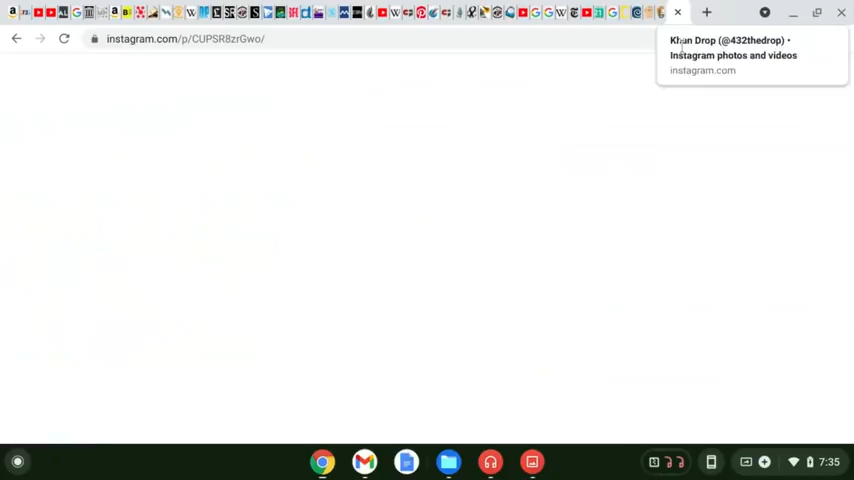 instagram.com/p/CUPSR8zrGwo/
Khan Drop (@432thedrop) •
Instagram photos and videos
instagram.com
7:35